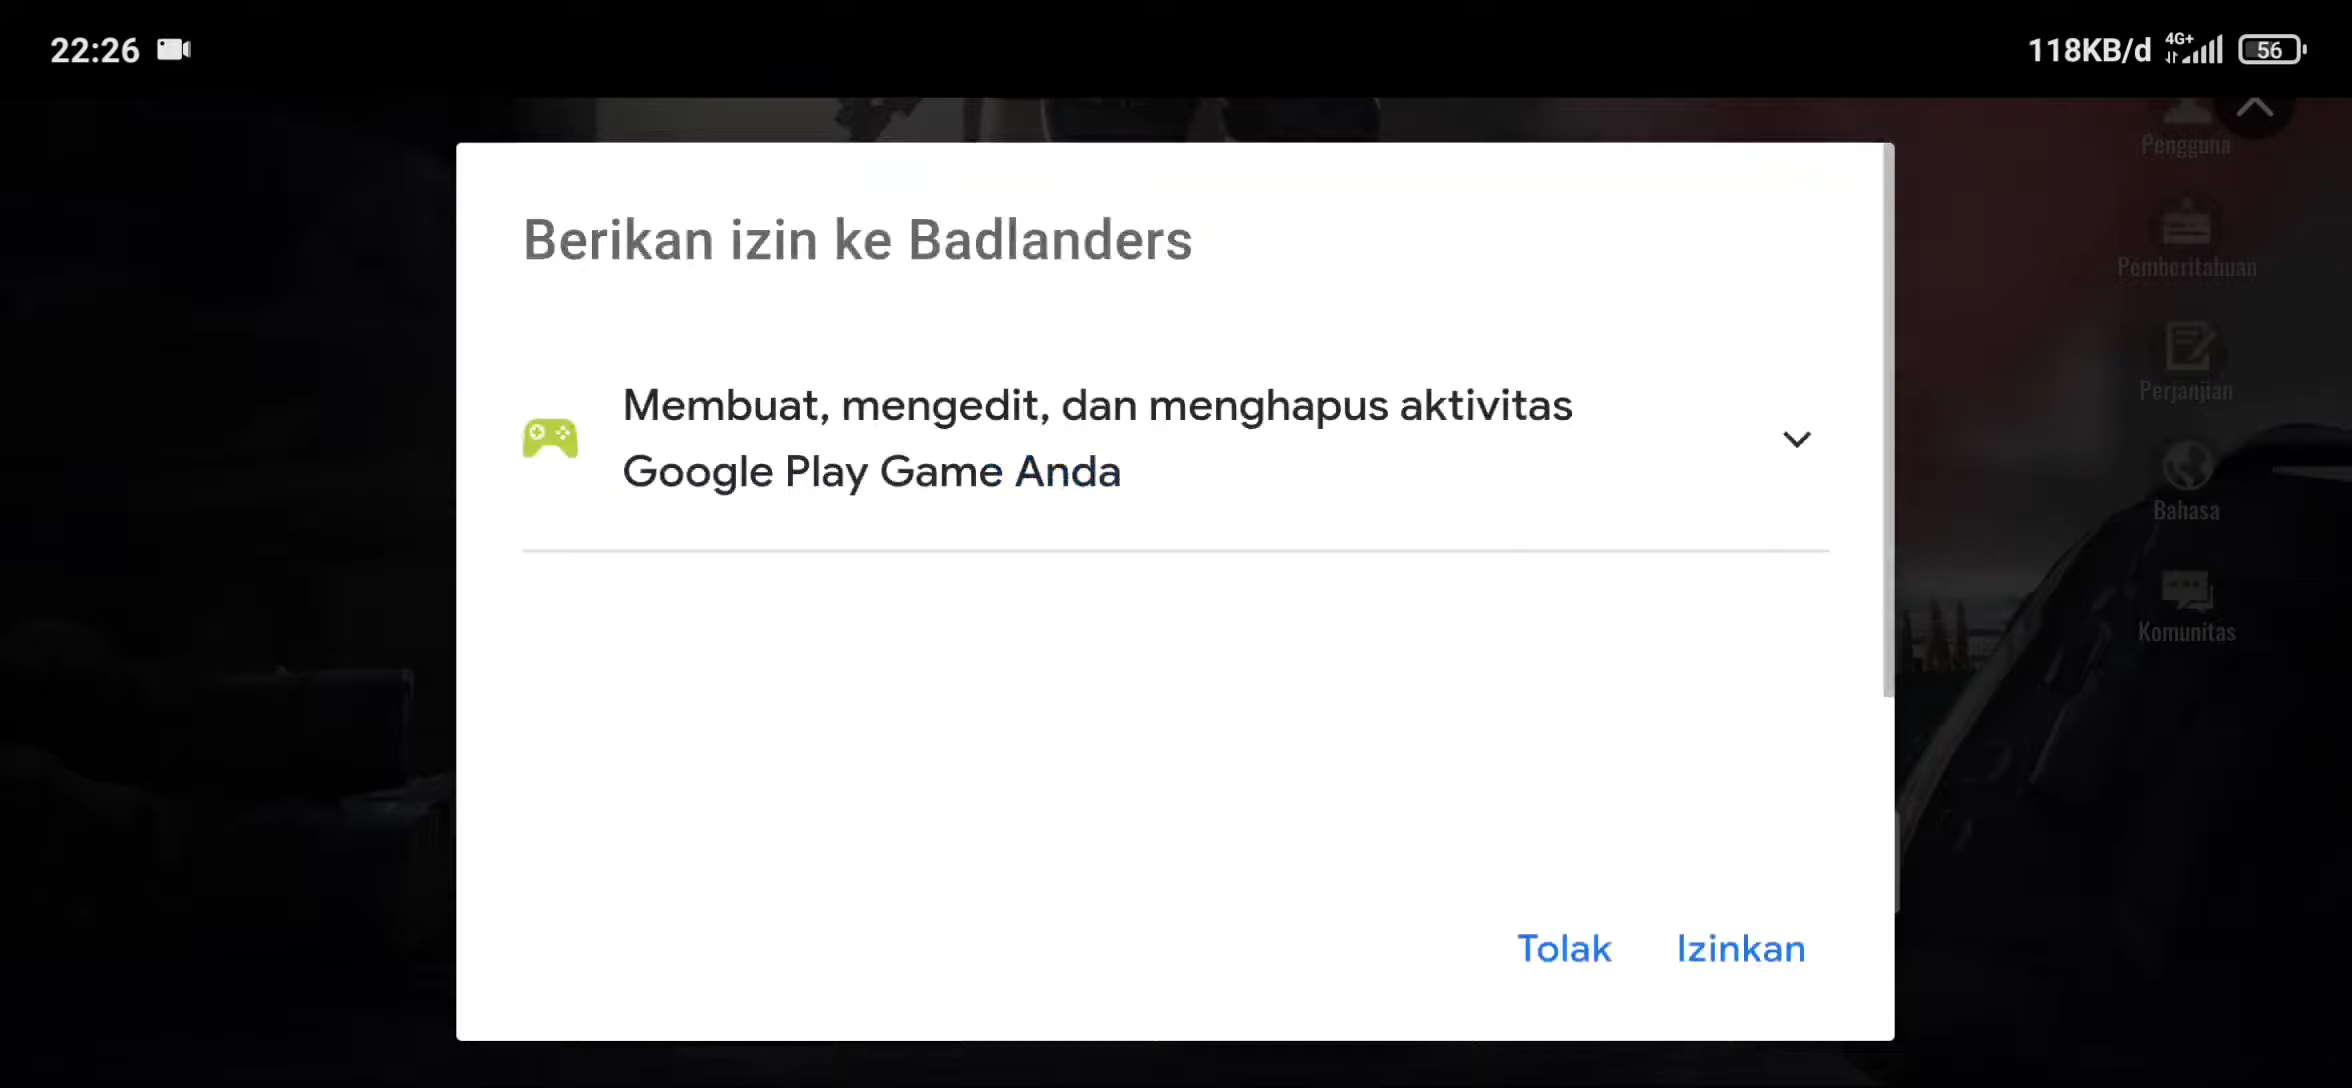 22:26
118KB/d 4G+ 56
Pengguna
Berikan izin ke Badlanders
Pemberitahuan
Membuat, mengedit, dan menghapus aktivitas
Google Play Game Anda
Perjanjian
Bahasa
Komunitas
Tolak Izinkan